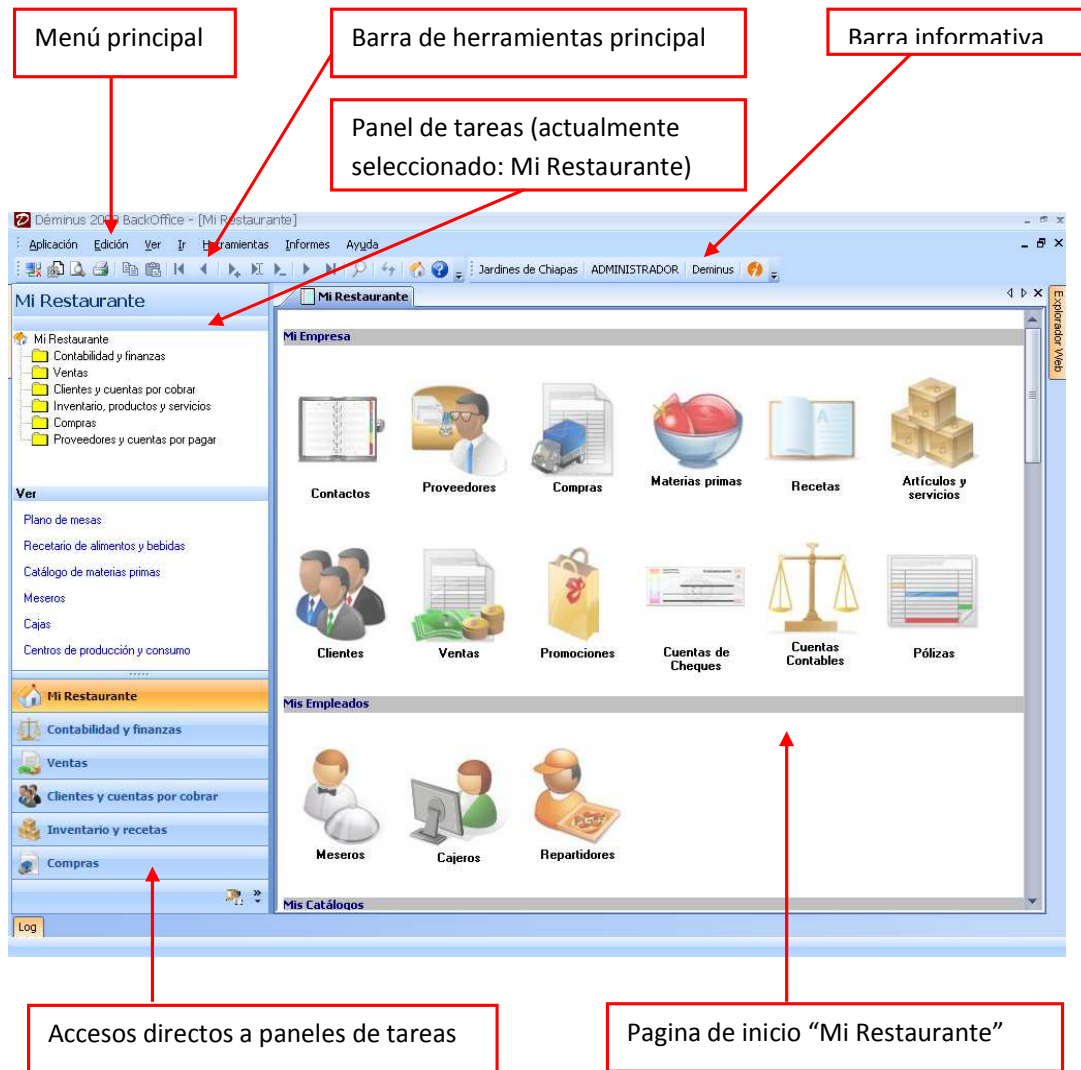 Menú principal
Barra de herramientas principal
Barra informativa
Panel de tareas (actualmente
seleccionado: Mi Restaurante)
Déminus 2009 BackOffice - [Mi Restaurante]
Aplicación Edición Ver Ir Herramientas Informes Ayuda
Jardines de Chiapas ADMINISTRADOR Deminus
Mi Restaurante
Mi Restaurante
Explorador Web
Mi Restaurante
Contabilidad y finanzas
Ventas
Clientes y cuentas por cobrar
Inventario, productos y servicios
Compras
Proveedores y cuentas por pagar
Ver
Plano de mesas
Recetario de alimentos y bebidas
Catálogo de materias primas
Meseros
Cajas
Centros de producción y consumo
Mi Restaurante
Contabilidad y finanzas
Ventas
Clientes y cuentas por cobrar
Inventario y recetas
Compras
Mi Empresa
Contactos
Proveedores
Compras
Materias primas
Recetas
Artículos y
servicios
Clientes
Ventas
Promociones
Cuentas de
Cheques
Cuentas
Contables
Pólizas
Mis Empleados
Meseros
Cajeros
Repartidores
Mis Catálogos
Log
Accesos directos a paneles de tareas
Pagina de inicio “Mi Restaurante”